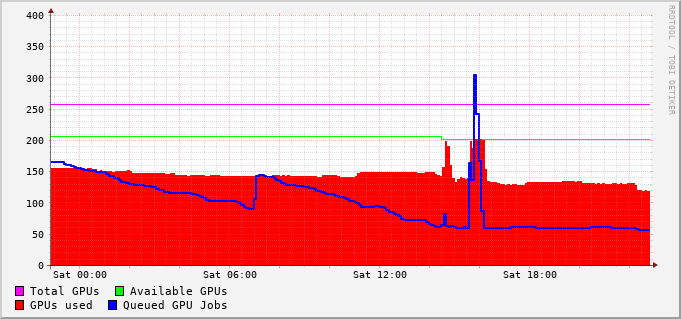 400
350
300
250
200
150
100
50
0
Sat 00:00 Sat 06:00 Sat 12:00 Sat 18:00
Total GPUs Available GPUs
GPUs used Queued GPU Jobs
RRDTOOL / TOBI OETIKER